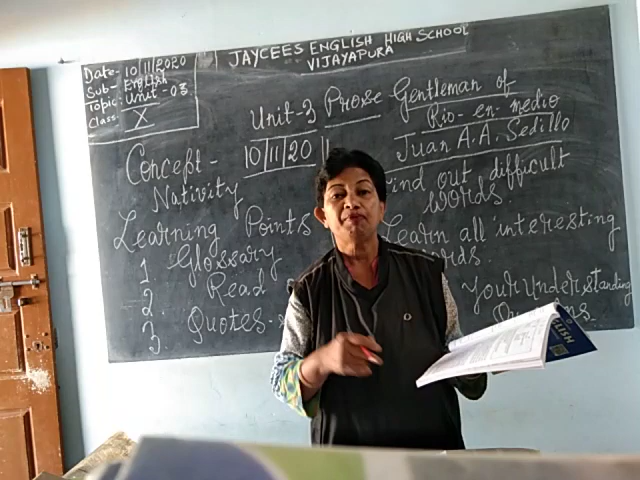 Date- 10/11/2020
Sub- English
Topic: Unit-03
Class- X
JAYCEES ENGLISH HIGH SCHOOL
VIJAYAPURA
Unit-3 Prose Gentleman of
Rio-en-medio
10/11/20
Juan A.A. Sedillo
Concept-
Nativity
find out difficult
words
Learning Points
1 Glossary
2. Read
3. Quotes-
Learn all interesting
Your understanding